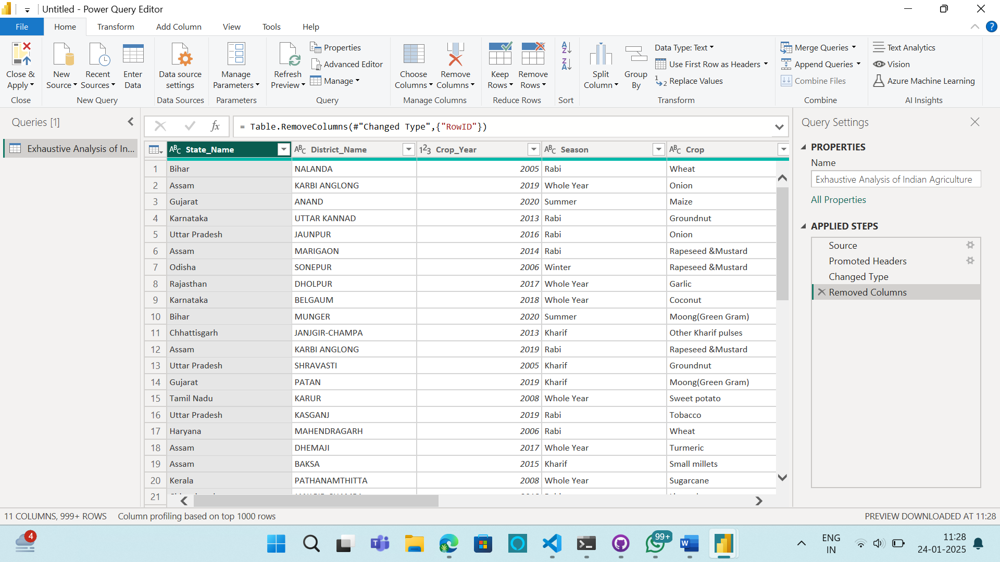 Untitled - Power Query Editor
File Home Transform Add Column View Tools Help
Close & Apply
Close
New Source
Recent Sources
Enter Data
New Query
Data source settings
Data Sources
Manage Parameters
Parameters
Refresh Preview
Properties
Advanced Editor
Manage
Query
Choose Columns
Remove Columns
Manage Columns
Keep Rows
Remove Rows
Reduce Rows
Sort
Split Column
Group By
Data Type: Text
Use First Row as Headers
Replace Values
Transform
Merge Queries
Append Queries
Combine Files
Combine
Text Analytics
Vision
Azure Machine Learning
AI Insights
Queries [1]
Exhaustive Analysis of In...
= Table.RemoveColumns(#"Changed Type",{"RowID"})
State_Name District_Name Crop_Year Season Crop
1 Bihar NALANDA 2005 Rabi Wheat
2 Assam KARBI ANGLONG 2019 Whole Year Onion
3 Gujarat ANAND 2020 Summer Maize
4 Karnataka UTTAR KANNAD 2013 Rabi Groundnut
5 Uttar Pradesh JAUNPUR 2016 Rabi Onion
6 Assam MARIGAON 2014 Rabi Rapeseed &Mustard
7 Odisha SONEPUR 2006 Winter Rapeseed &Mustard
8 Rajasthan DHOLPUR 2017 Whole Year Garlic
9 Karnataka BELGAUM 2018 Whole Year Coconut
10 Bihar MUNGER 2020 Summer Moong(Green Gram)
11 Chhattisgarh JANJGIR-CHAMPA 2013 Kharif Other Kharif pulses
12 Assam KARBI ANGLONG 2019 Rabi Rapeseed &Mustard
13 Uttar Pradesh SHRAVASTI 2005 Kharif Groundnut
14 Gujarat PATAN 2019 Kharif Moong(Green Gram)
15 Tamil Nadu KARUR 2008 Whole Year Sweet potato
16 Uttar Pradesh KASGANJ 2019 Rabi Tobacco
17 Haryana MAHENDRAGARH 2006 Rabi Wheat
18 Assam DHEMAJI 2017 Whole Year Turmeric
19 Assam BAKSA 2015 Kharif Small millets
20 Kerala PATHANAMTHITTA 2008 Whole Year Sugarcane
21
Query Settings
PROPERTIES
Name
Exhaustive Analysis of Indian Agriculture
All Properties
APPLIED STEPS
Source
Promoted Headers
Changed Type
Removed Columns
11 COLUMNS, 999+ ROWS Column profiling based on top 1000 rows
PREVIEW DOWNLOADED AT 11:28
4
99+
ENG
IN
11:28
24-01-2025